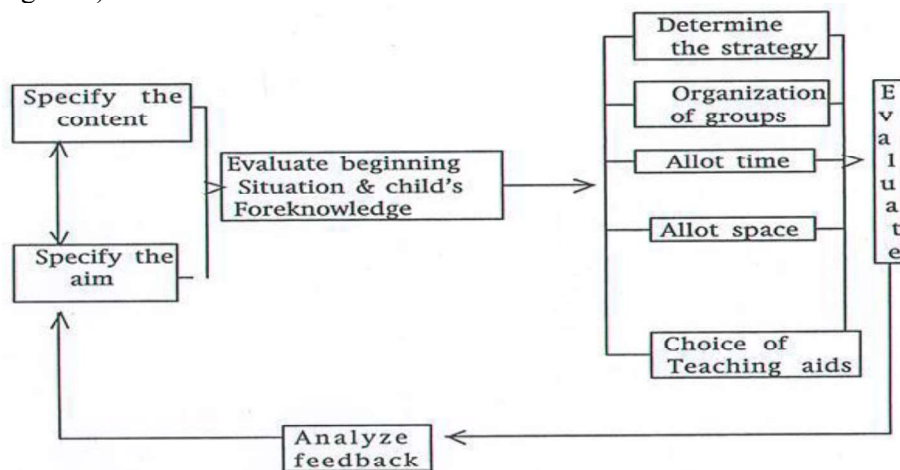 Specify the
content
Specify the
aim
Evaluate beginning
Situation & child's
Foreknowledge
Determine
the strategy
Organization
of groups
Allot time
Allot space
Choice of
Teaching aids
Evaluate
Analyze
feedback